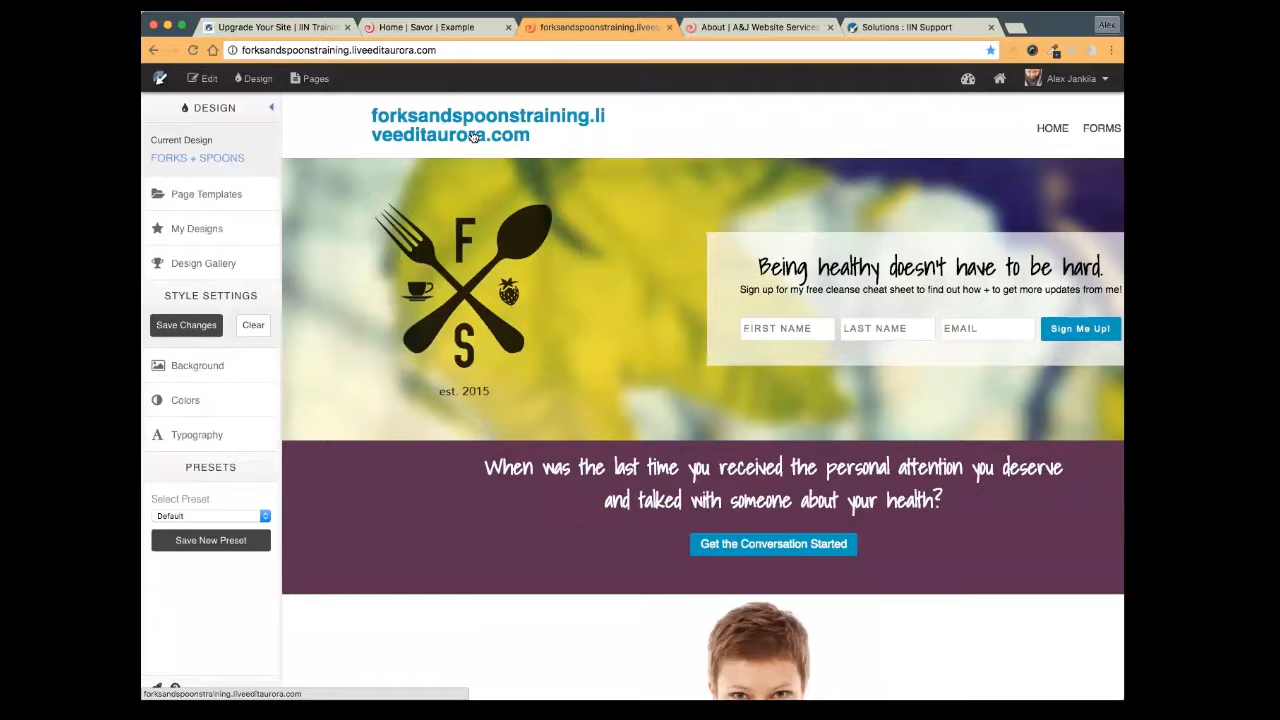 Upgrade Your Site | IIN Trainin
Home | Savor | Example
forksandspoonstraining.livee
About | A&J Website Services
Solutions : IIN Support
Alex
forksandspoonstraining.liveeditaurora.com
Edit
Design
Pages
Alex Jankila
DESIGN
Current Design
FORKS + SPOONS
Page Templates
My Designs
Design Gallery
STYLE SETTINGS
Save Changes
Clear
Background
Colors
Typography
PRESETS
Select Preset
Default
Save New Preset
forksandspoonstraining.li
veeditaurora.com
HOME FORMS
F
S
est. 2015
Being healthy doesn't have to be hard.
Sign up for my free cleanse cheat sheet to find out how + to get more updates from me!
FIRST NAME
LAST NAME
EMAIL
Sign Me Up!
When was the last time you received the personal attention you deserve
and talked with someone about your health?
Get the Conversation Started
forksandspoonstraining.liveeditaurora.com